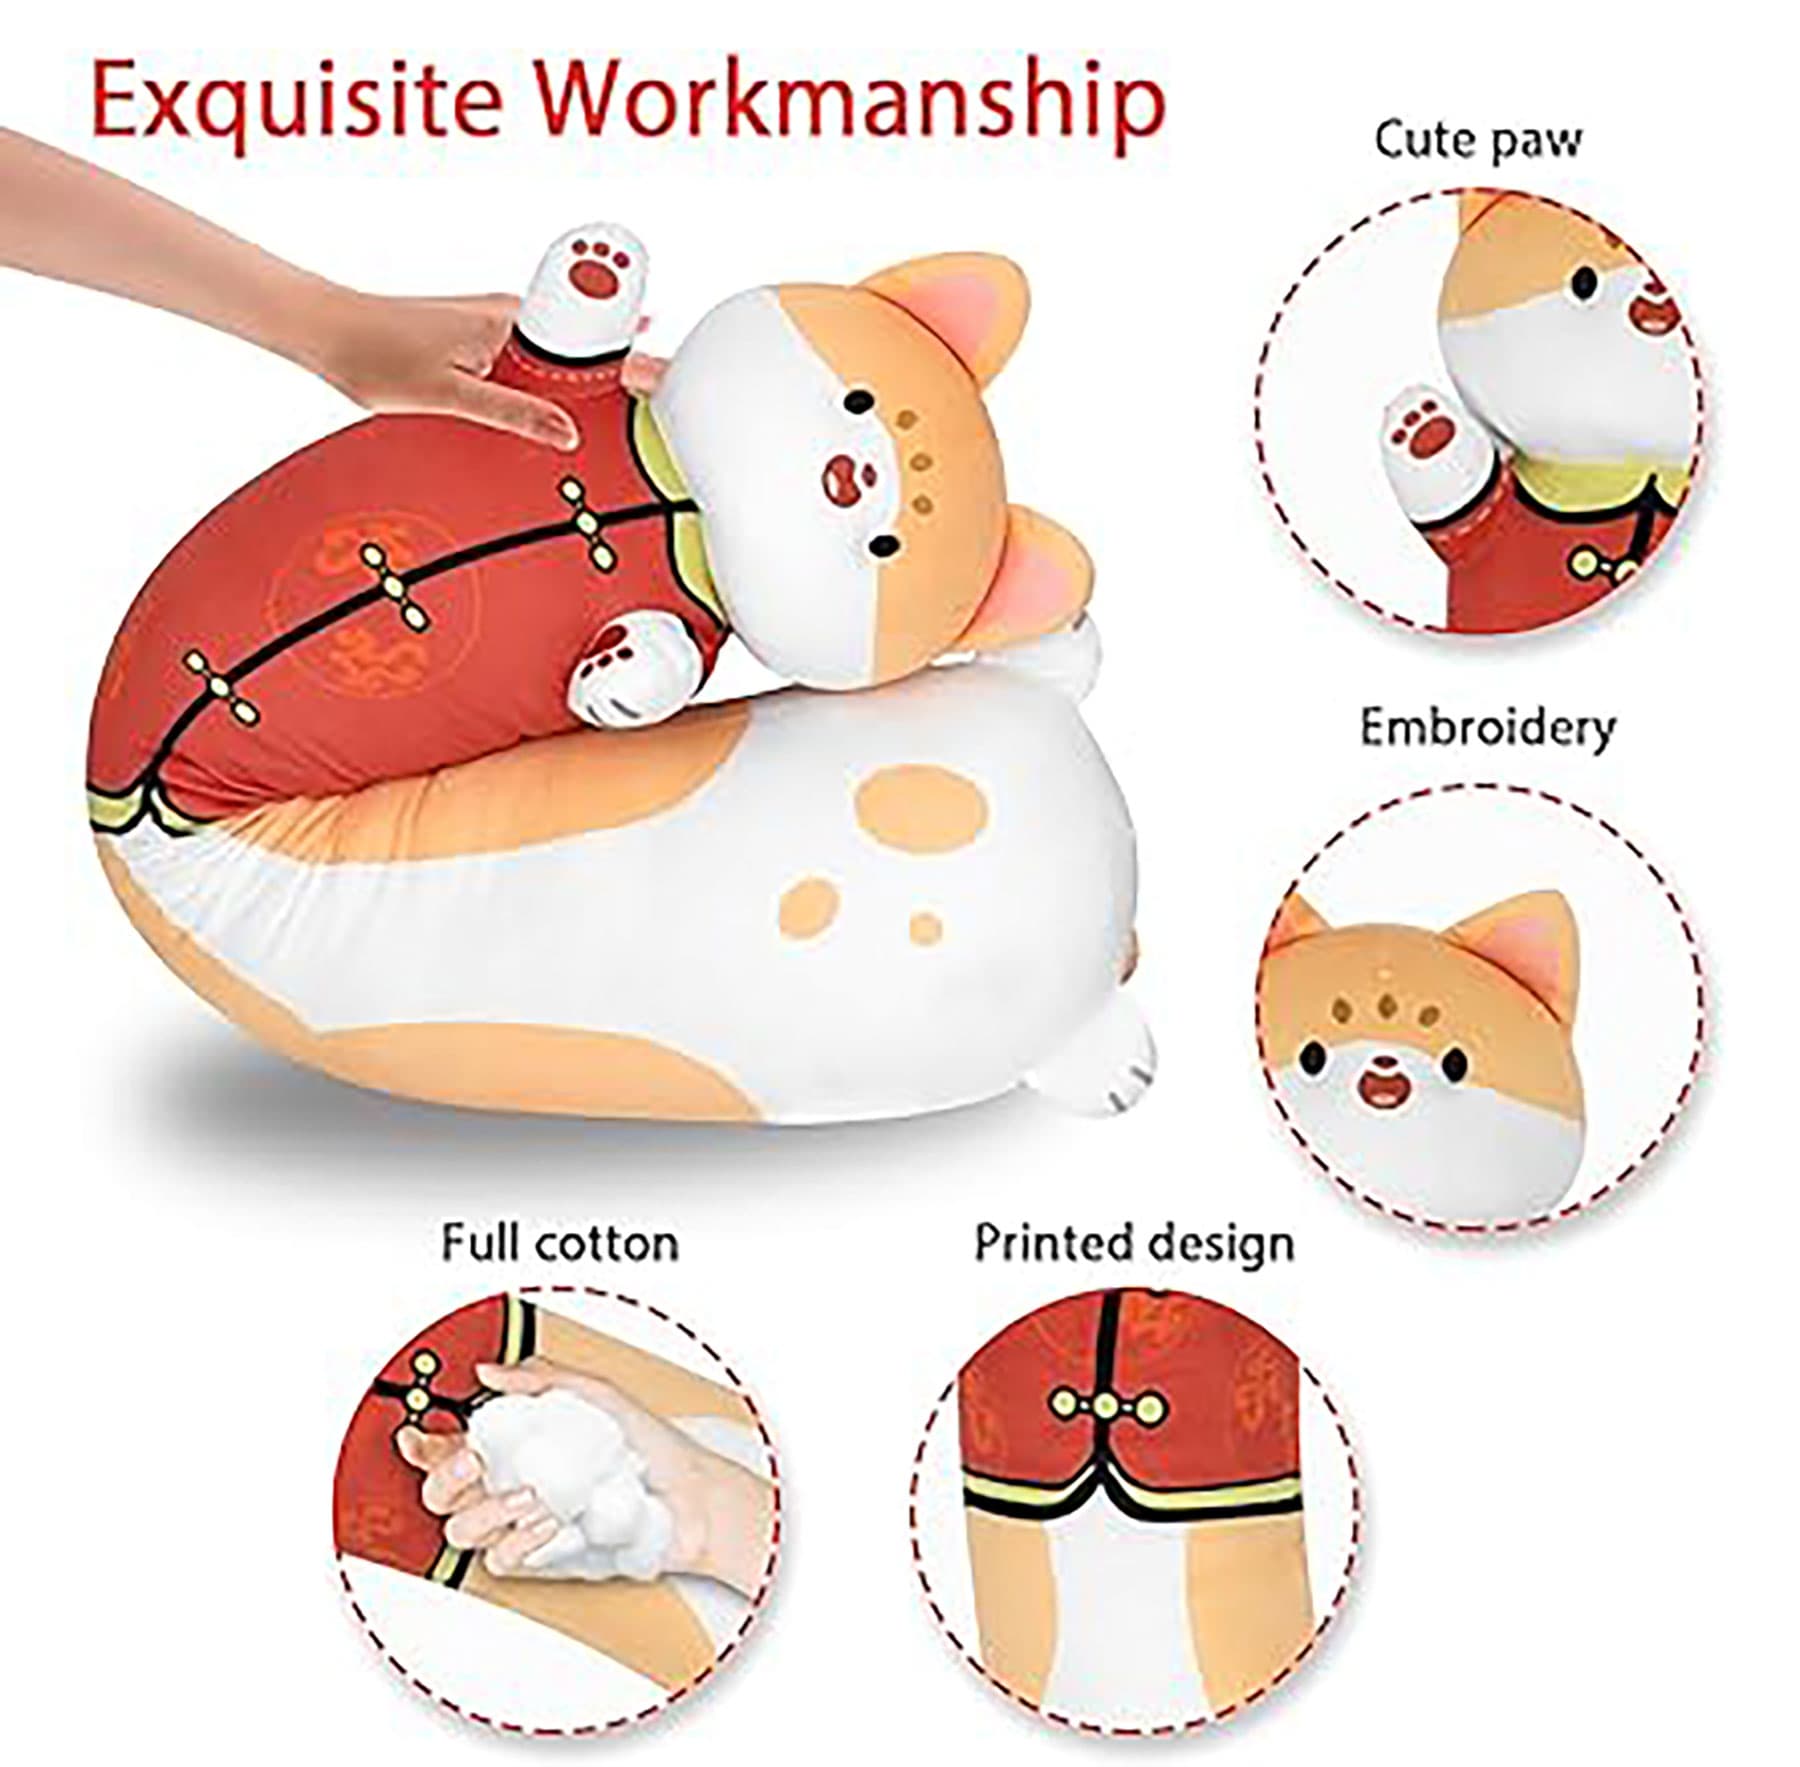 Exquisite Workmanship
Cute paw
Embroidery
Full cotton
Printed design